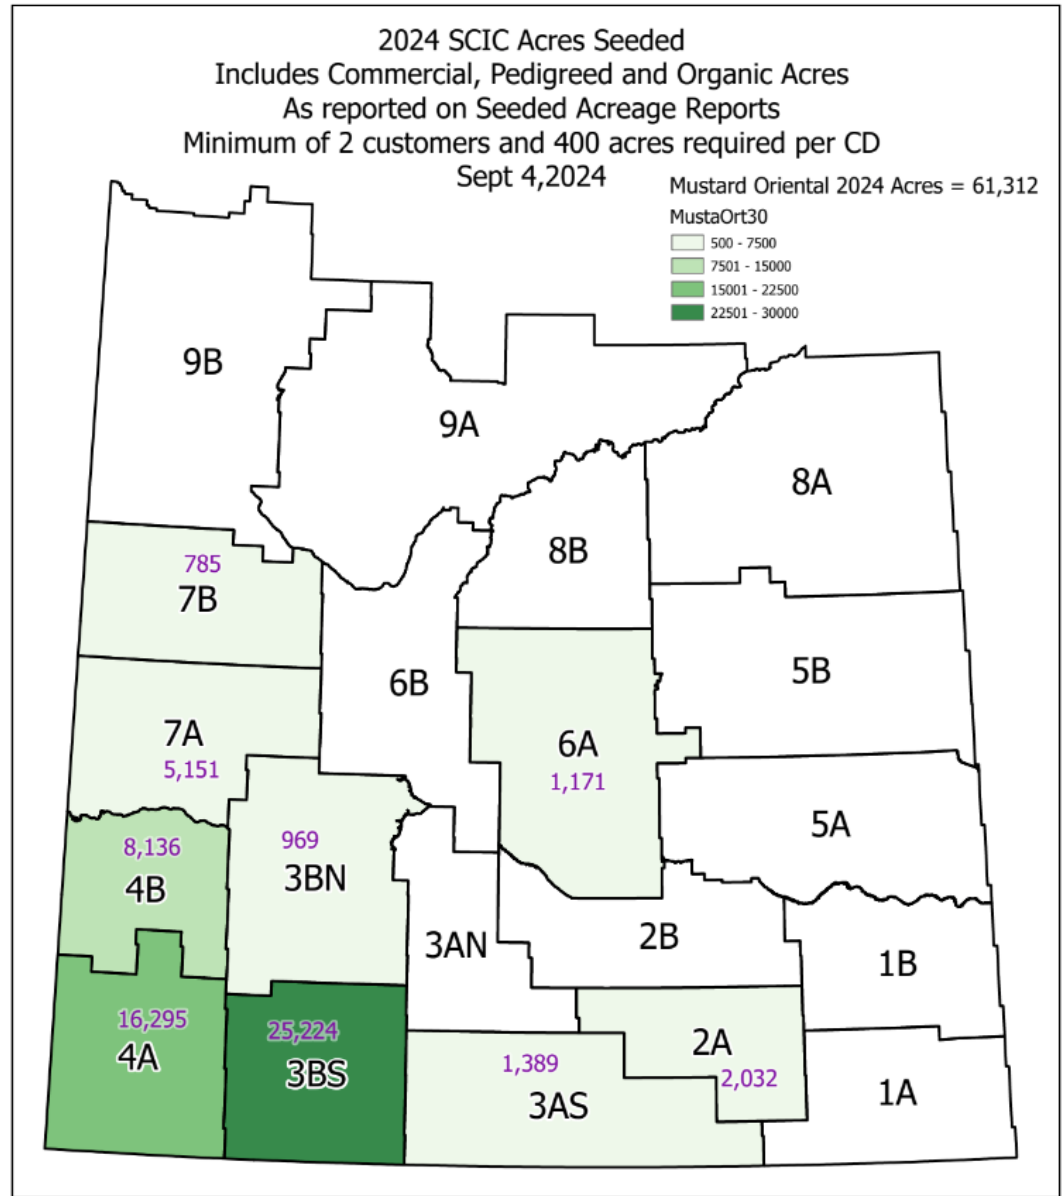 2024 SCIC Acres Seeded
Includes Commercial, Pedigreed and Organic Acres
As reported on Seeded Acreage Reports
Minimum of 2 customers and 400 acres required per CD
Sept 4,2024
Mustard Oriental 2024 Acres = 61,312
MustaOrt30
500 - 7500
7501 - 15000
15001 - 22500
22501 - 30000
9B
9A
8A
8B
785
7B
5B
6B
7A
5,151
6A
1,171
5A
8,136
4B
969
3BN
3AN
2B
1B
16,295
4A
25,224
3BS
1,389
3AS
2A
2,032
1A